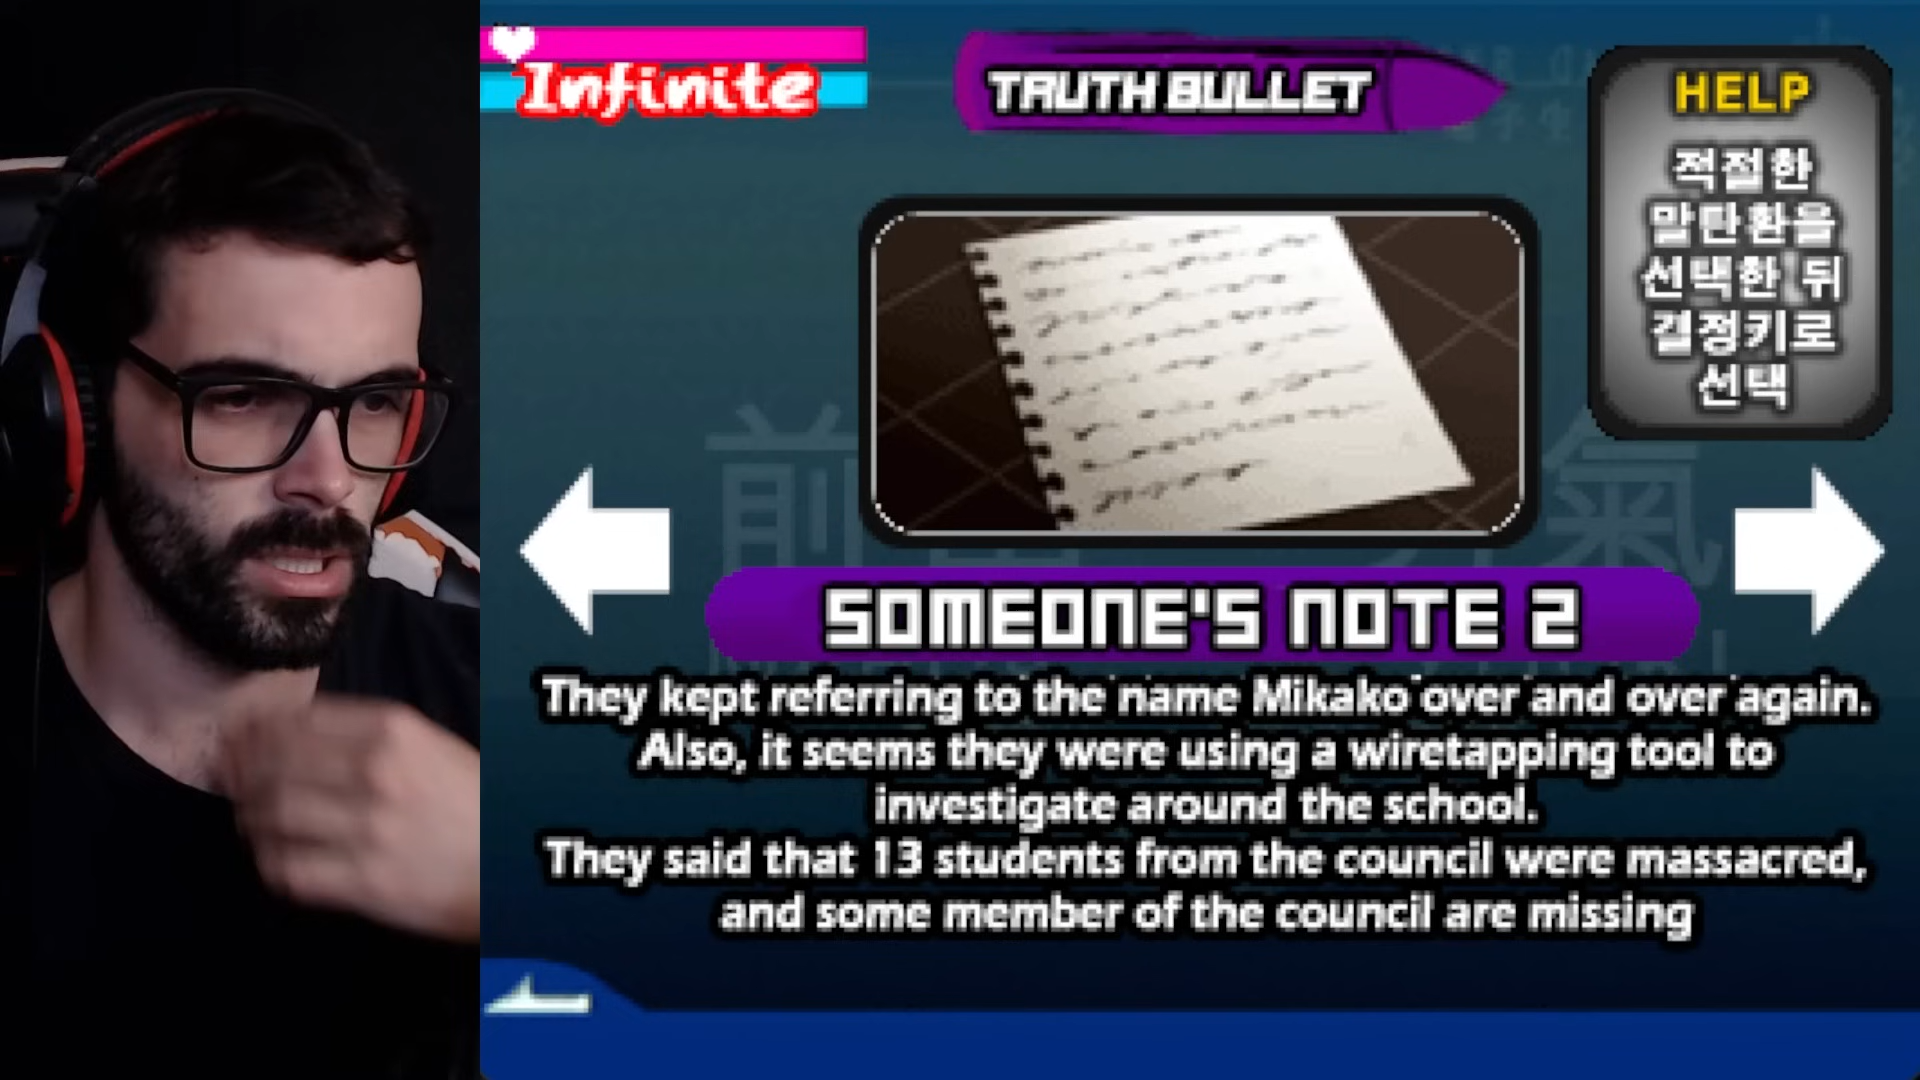 Infinite
TRUTH BULLET
HELP
적절한
말탄환을
선택한 뒤
결정키로
선택
SOMEONE'S NOTE 2
They kept referring to the name Mikako over and over again.
Also, it seems they were using a wiretapping tool to
investigate around the school.
They said that 13 students from the council were massacred,
and some member of the council are missing